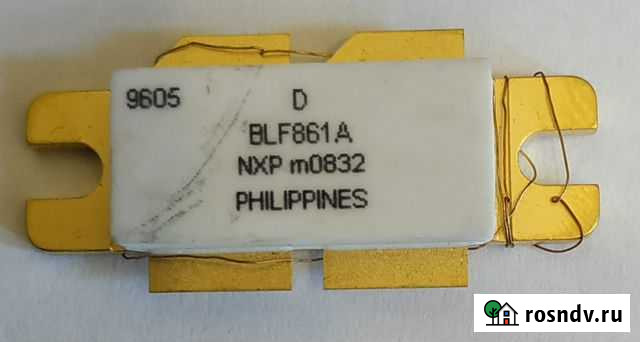 9605 D
BLF861A
NXP m0832
PHILIPPINES
rosndv.ru